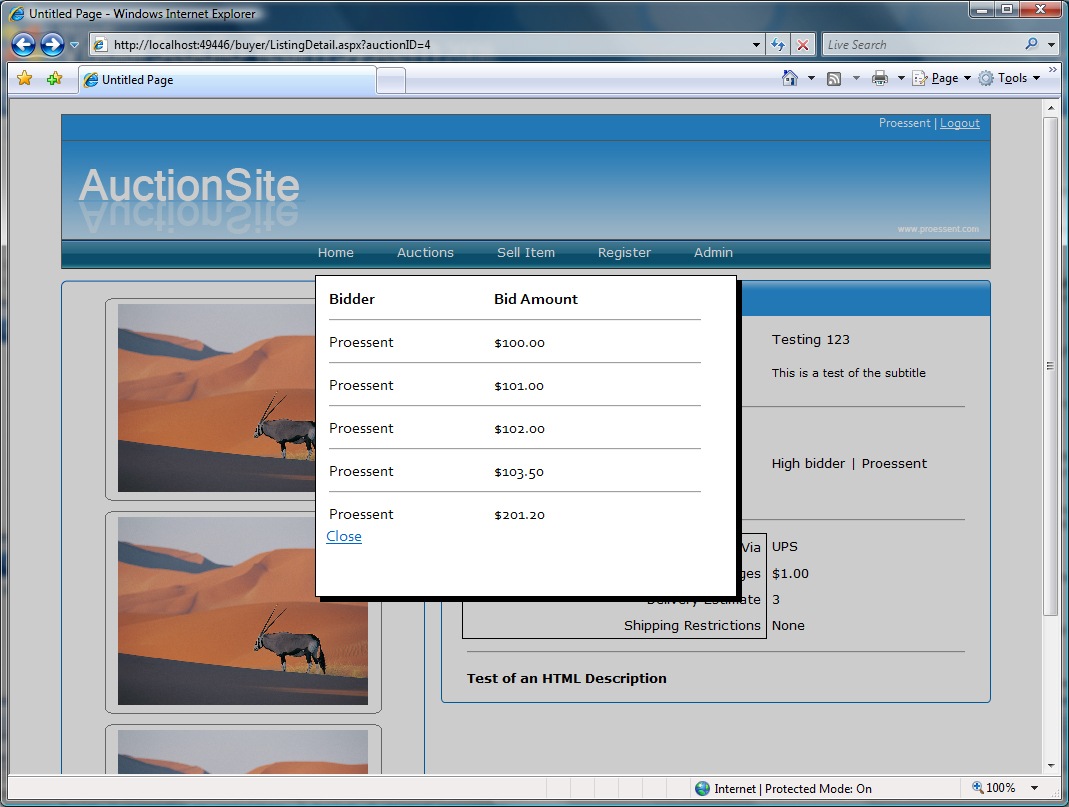 Untitled Page - Windows Internet Explorer
http://localhost:49446/buyer/ListingDetail.aspx?auctionID=4
Live Search
Untitled Page
Page
Tools
Proessent | Logout
AuctionSite
www.proessent.com
Home Auctions Sell Item Register Admin
Bidder Bid Amount
Proessent $100.00
Proessent $101.00
Proessent $102.00
Proessent $103.50
Proessent $201.20
Close
Testing 123
This is a test of the subtitle
High bidder | Proessent
Via UPS
ges $1.00
Delivery Estimate 3
Shipping Restrictions None
Test of an HTML Description
Internet | Protected Mode: On
100%